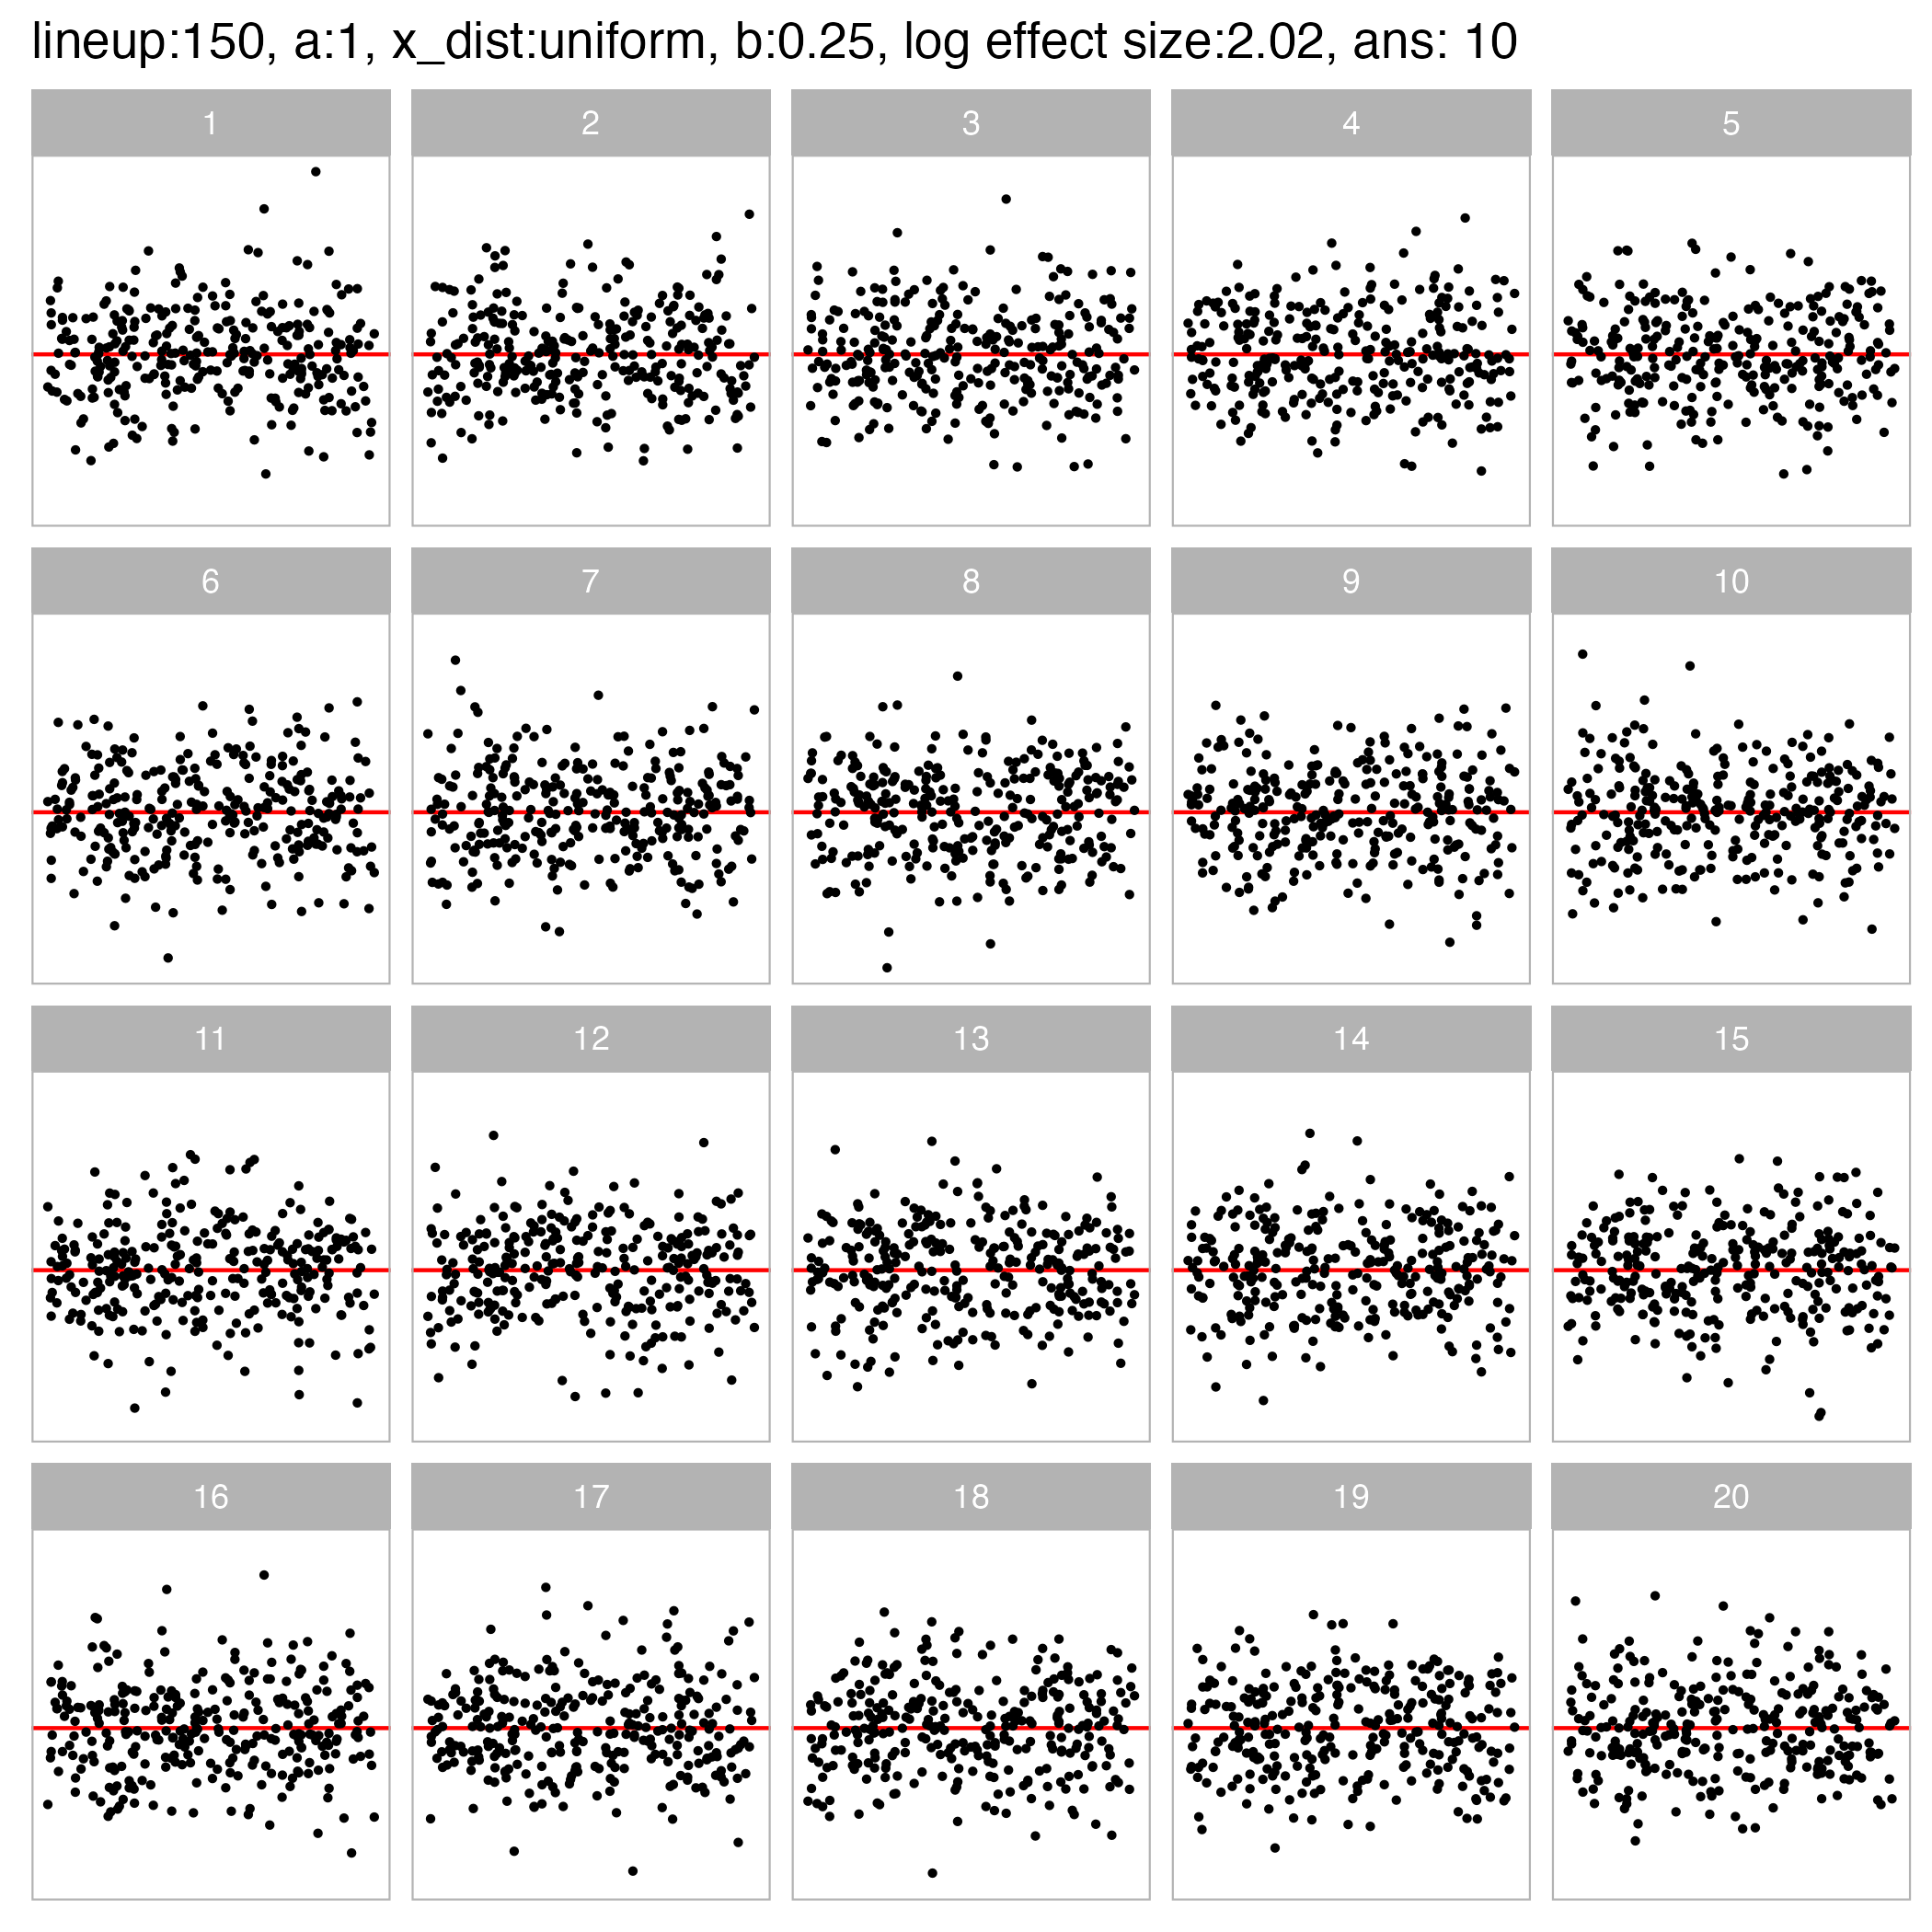 lineup:150, a:1, x_dist:uniform, b:0.25, log effect size:2.02, ans: 10
1 2 3 4 5
6 7 8 9 10
11 12 13 14 15
16 17 18 19 20